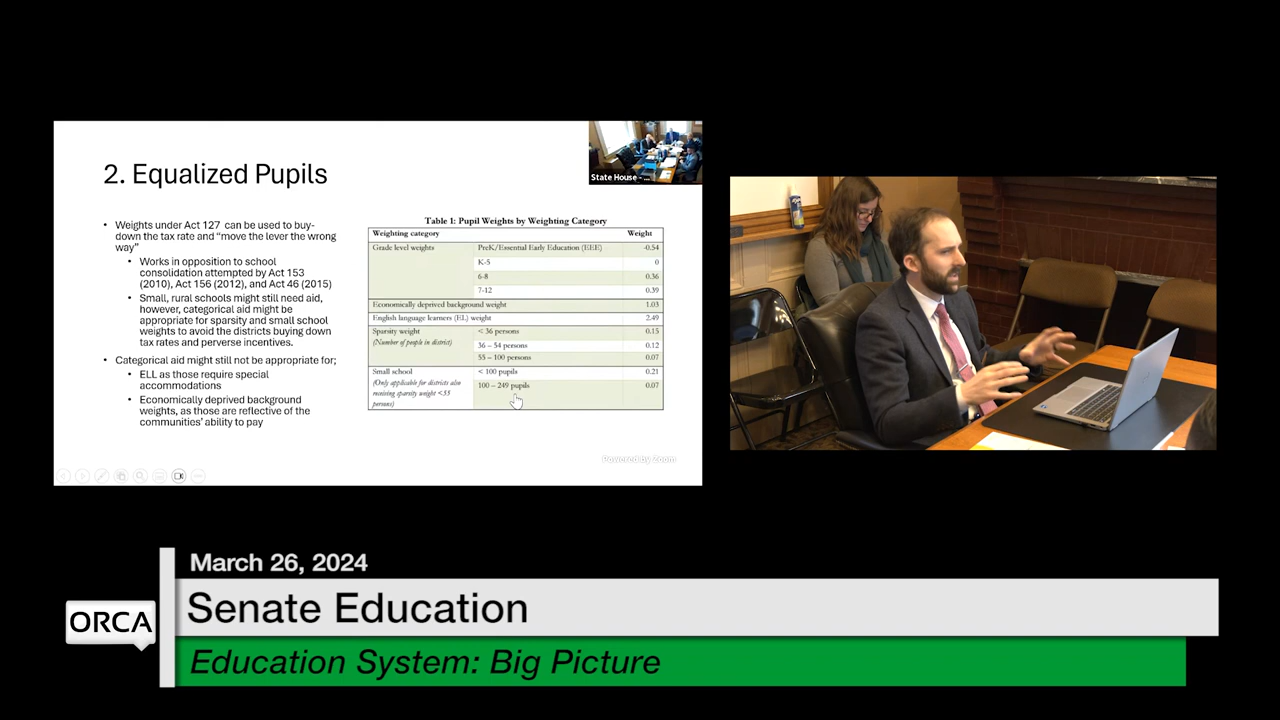 2. Equalized Pupils
State House - ...
• Weights under Act 127 can be used to buy-
down the tax rate and “move the lever the wrong
way”
• Works in opposition to school
consolidation attempted by Act 153
(2010), Act 156 (2012), and Act 46 (2015)
• Small, rural schools might still need aid,
however, categorical aid might be
appropriate for sparsity and small school
weights to avoid the districts buying down
tax rates and perverse incentives.
• Categorical aid might still not be appropriate for;
• ELL as those require special
accommodations
• Economically deprived background
weights, as those are reflective of the
communities’ ability to pay
Table 1: Pupil Weights by Weighting Category
Weighting category Weight
Grade level weights PreK/Essential Early Education (EEE) -0.54
K-5 0
6-8 0.36
7-12 0.39
Economically deprived background weight 1.03
English language learners (EL) weight 2.49
Sparsity weight < 36 persons 0.15
(Number of people in district) 36 – 54 persons 0.12
55 – 100 persons 0.07
Small school < 100 pupils 0.21
(Only applicable for districts also 100 – 249 pupils 0.07
receiving sparsity weight <55
persons)
Powered by Zoom
March 26, 2024
ORCA
Senate Education
Education System: Big Picture